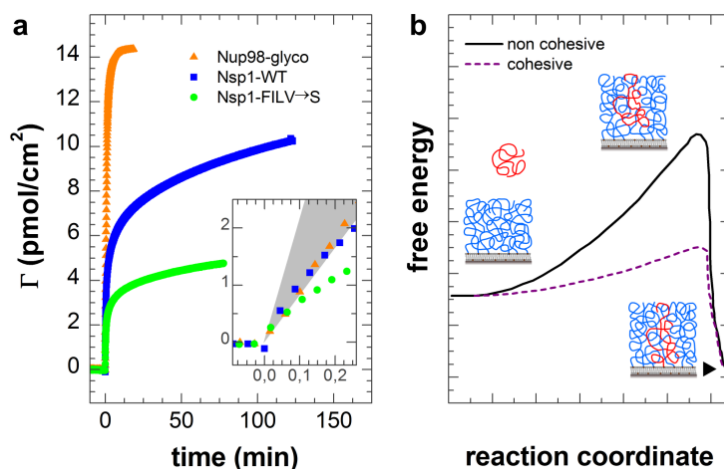 a
Γ (pmol/cm²)
14
12
10
8
6
4
2
0
Nup98-glyco
Nsp1-WT
Nsp1-FILV→S
2
1
0
0,0 0,1 0,2
0 50 100 150
time (min)
b
free energy
non cohesive
cohesive
reaction coordinate